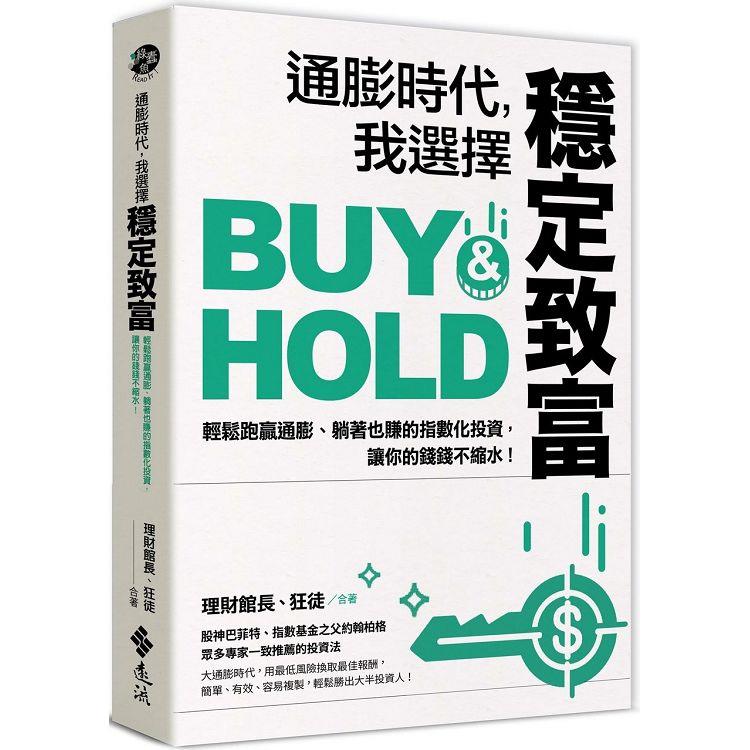 綠蠹魚
READ IT
通膨時代，我選擇
穩定致富
輕鬆跑贏通膨、躺著也賺的指數化投資，
讓你的錢錢不縮水！
理財館長、狂徒
合著
遠流
通膨時代，
我選擇
穩定致富
BUY &
HOLD
輕鬆跑贏通膨、躺著也賺的指數化投資，
讓你的錢錢不縮水！
理財館長、狂徒／合著
股神巴菲特、指數基金之父約翰柏格
眾多專家一致推薦的投資法
大通膨時代，用最低風險換取最佳報酬，
簡單、有效、容易複製，輕鬆勝出大半投資人！
$